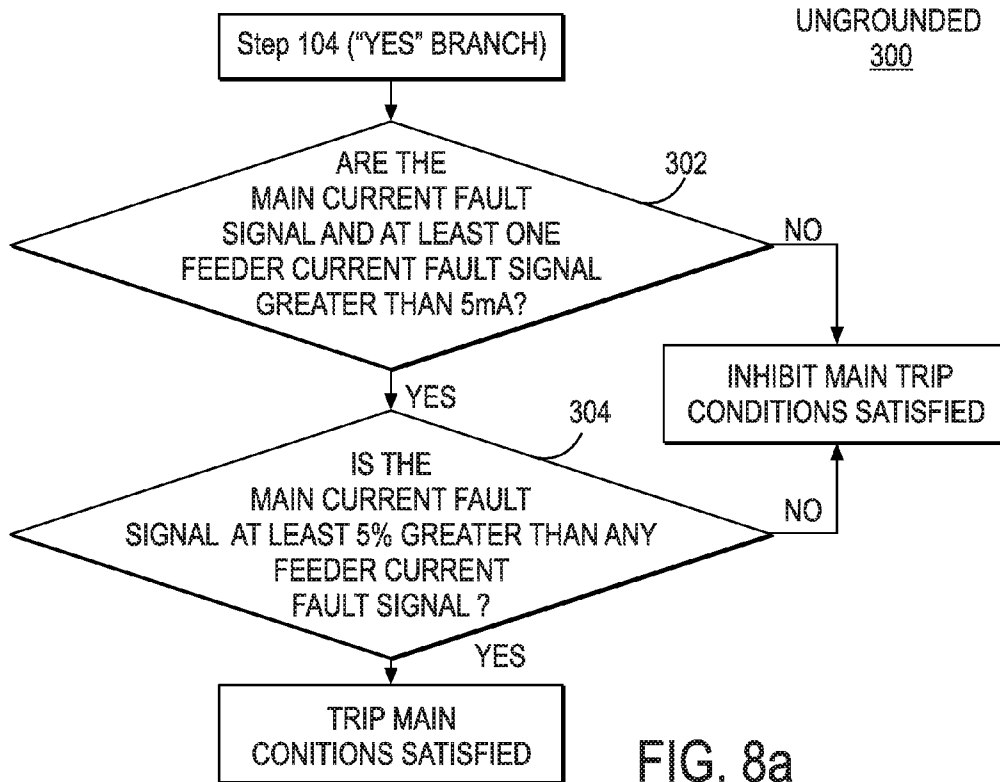 UNGROUNDED
300
Step 104 ("YES" BRANCH)
ARE THE
MAIN CURRENT FAULT
SIGNAL AND AT LEAST ONE
FEEDER CURRENT FAULT SIGNAL
GREATER THAN 5mA?
302
NO
YES
INHIBIT MAIN TRIP
CONDITIONS SATISFIED
304
IS THE
MAIN CURRENT FAULT
SIGNAL AT LEAST 5% GREATER THAN ANY
FEEDER CURRENT
FAULT SIGNAL ?
NO
YES
TRIP MAIN
CONITIONS SATISFIED
FIG. 8a